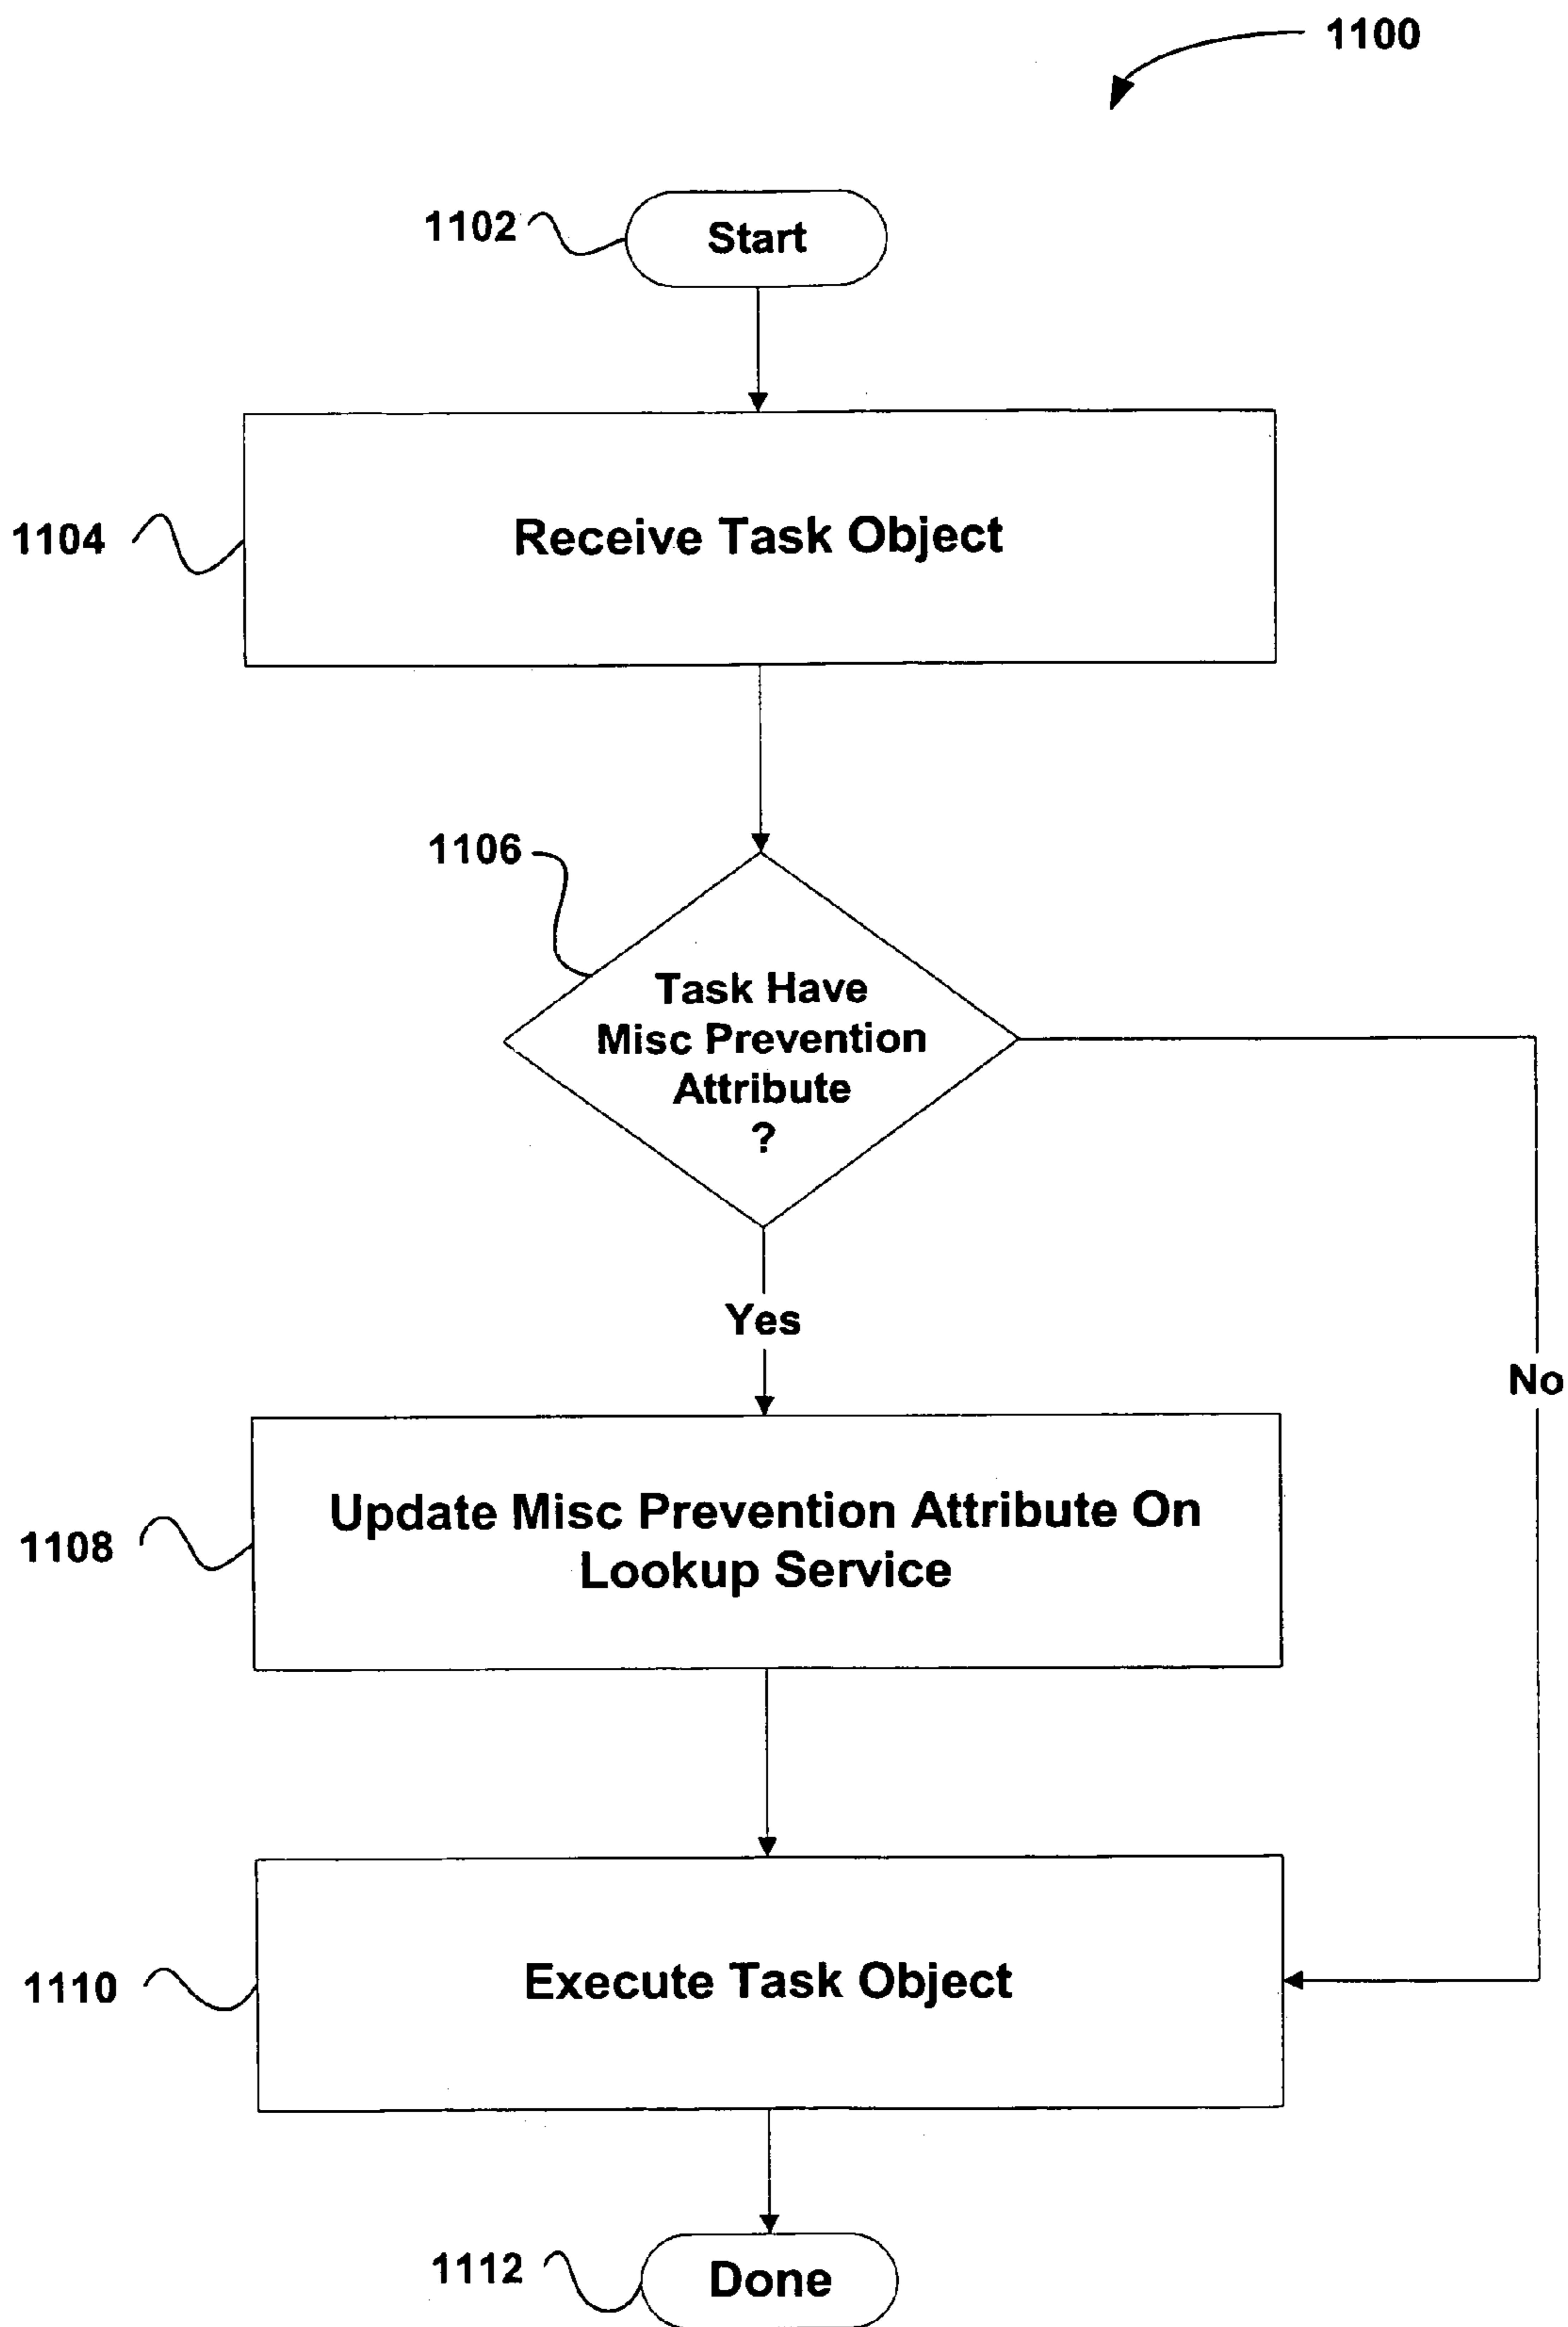 1100
1102
Start
1104
Receive Task Object
1106
Task Have
Misc Prevention
Attribute
?
Yes
No
1108
Update Misc Prevention Attribute On
Lookup Service
1110
Execute Task Object
1112
Done